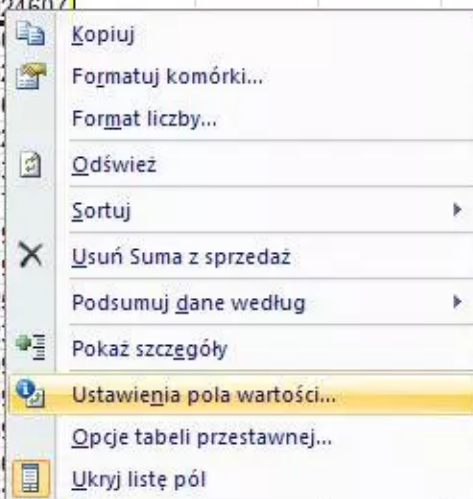 Kopiuj
Formatuj komórki...
Format liczby...
Odśwież
Sortuj
Usuń Suma z sprzedaż
Podsumuj dane według
Pokaż szczegóły
Ustawienia pola wartości...
Opcje tabeli przestawnej...
Ukryj listę pól